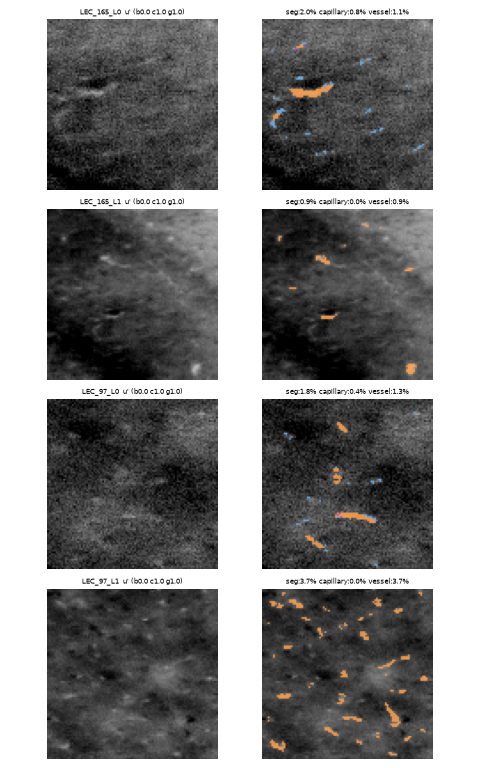 LEC_165_L0 u' (b0.0 c1.0 g1.0)
seg:2.0% capillary:0.8% vessel:1.1%
LEC_165_L1 u' (b0.0 c1.0 g1.0)
seg:0.9% capillary:0.0% vessel:0.9%
LEC_97_L0 u' (b0.0 c1.0 g1.0)
seg:1.8% capillary:0.4% vessel:1.3%
LEC_97_L1 u' (b0.0 c1.0 g1.0)
seg:3.7% capillary:0.0% vessel:3.7%